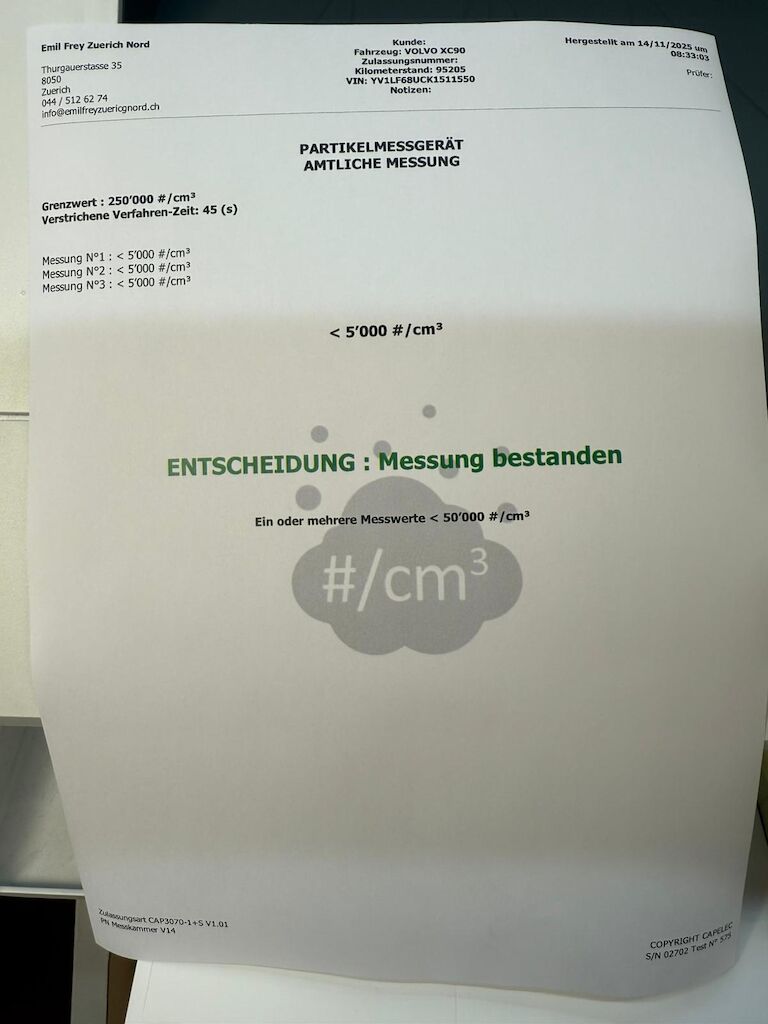 Emil Frey Zuerich Nord
Thurgauerstasse 35
8050
Zuerich
044 / 512 62 74
info@emilfreyzuericgnord.ch
Kunde:
Fahrzeug: VOLVO XC90
Zulassungsnummer:
Kilometerstand: 95205
VIN: YV1LF68UCK1511550
Notizen:
Hergestellt am 14/11/2025 um
08:33:03
Prüfer:
PARTIKELMESSGERÄT
AMTLICHE MESSUNG
Grenzwert : 250'000 #/cm³
Verstrichene Verfahren-Zeit: 45 (s)
Messung N°1 : < 5'000 #/cm³
Messung N°2 : < 5'000 #/cm³
Messung N°3 : < 5'000 #/cm³
< 5'000 #/cm³
ENTSCHEIDUNG : Messung bestanden
Ein oder mehrere Messwerte < 50'000 #/cm³
#/cm³
Zulassungsart CAP3070-1+S V1.01
PN Messkammer V14
COPYRIGHT CAPELEC
S/N 02702 Test N° 575